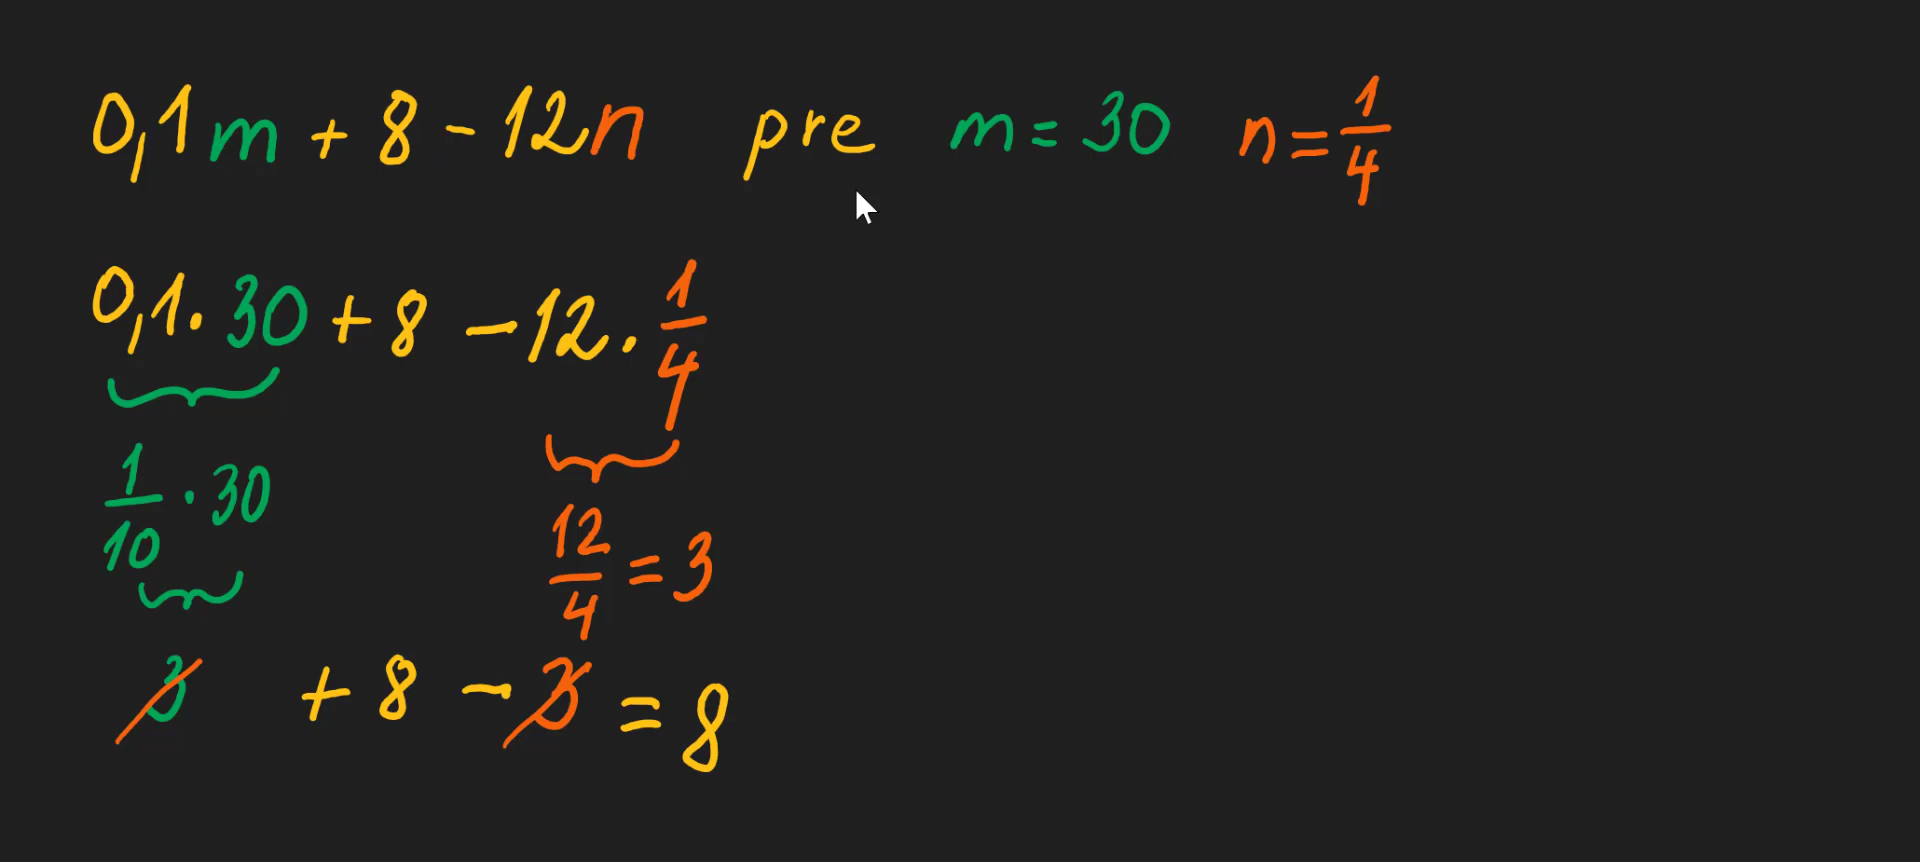 0,1m + 8 - 12n pre m = 30 n = 1/4
0,1 . 30 + 8 - 12 . 1/4
1/10 . 30
12/4 = 3
3 + 8 - 3 = 8